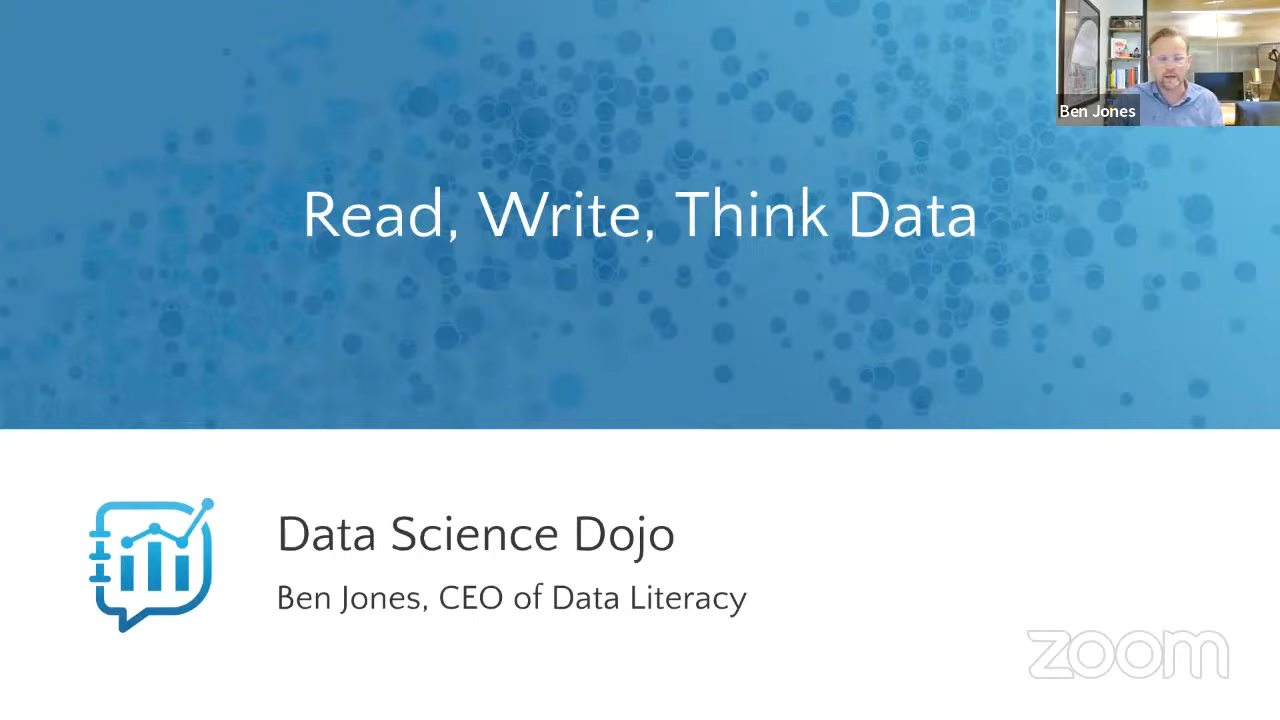 Ben Jones
Read, Write, Think Data
Data Science Dojo
Ben Jones, CEO of Data Literacy
zoom